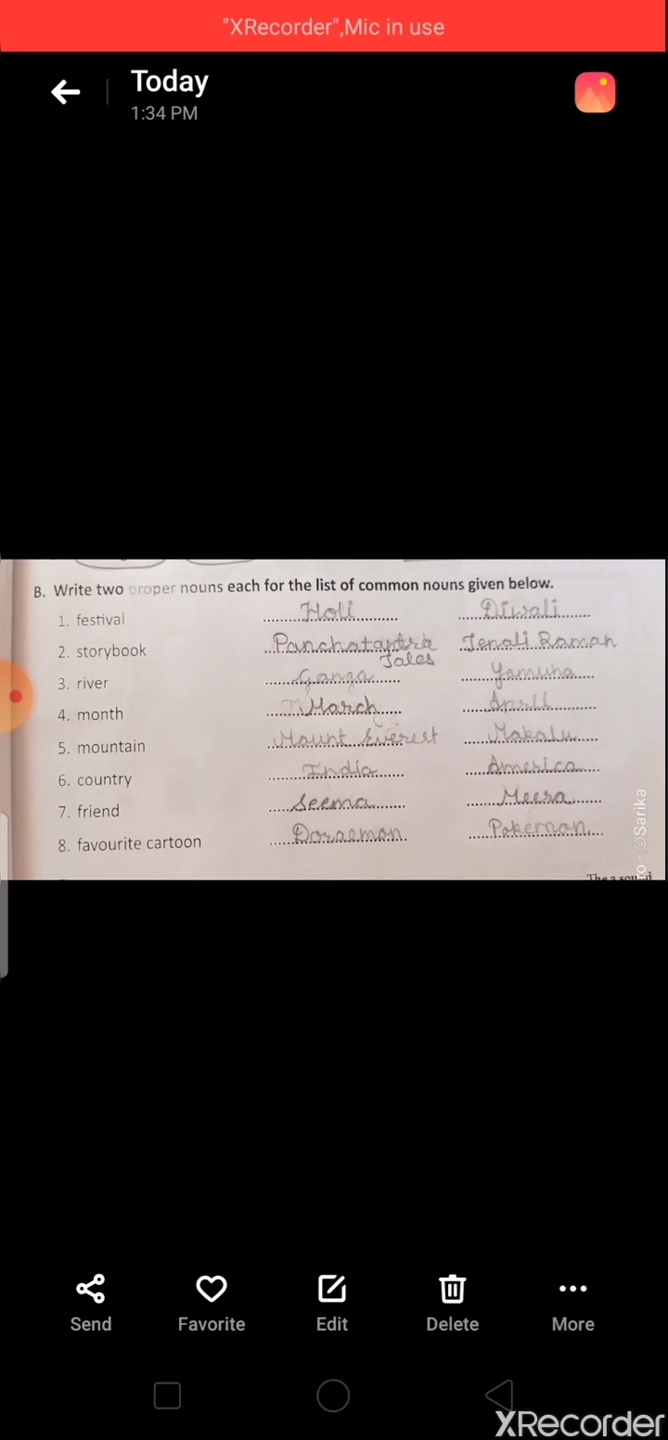 "XRecorder",Mic in use
Today
1:34 PM
B. Write two proper nouns each for the list of common nouns given below.
1. festival Holi Diwali
2. storybook Panchatantra Tales Tenali Raman
3. river Ganga Yamuna
4. month March April
5. mountain Mount Everest Makalu
6. country India America
7. friend Seema Meera
8. favourite cartoon Doraemon Pokemon
©Sarika
Send Favorite Edit Delete More
XRecorder